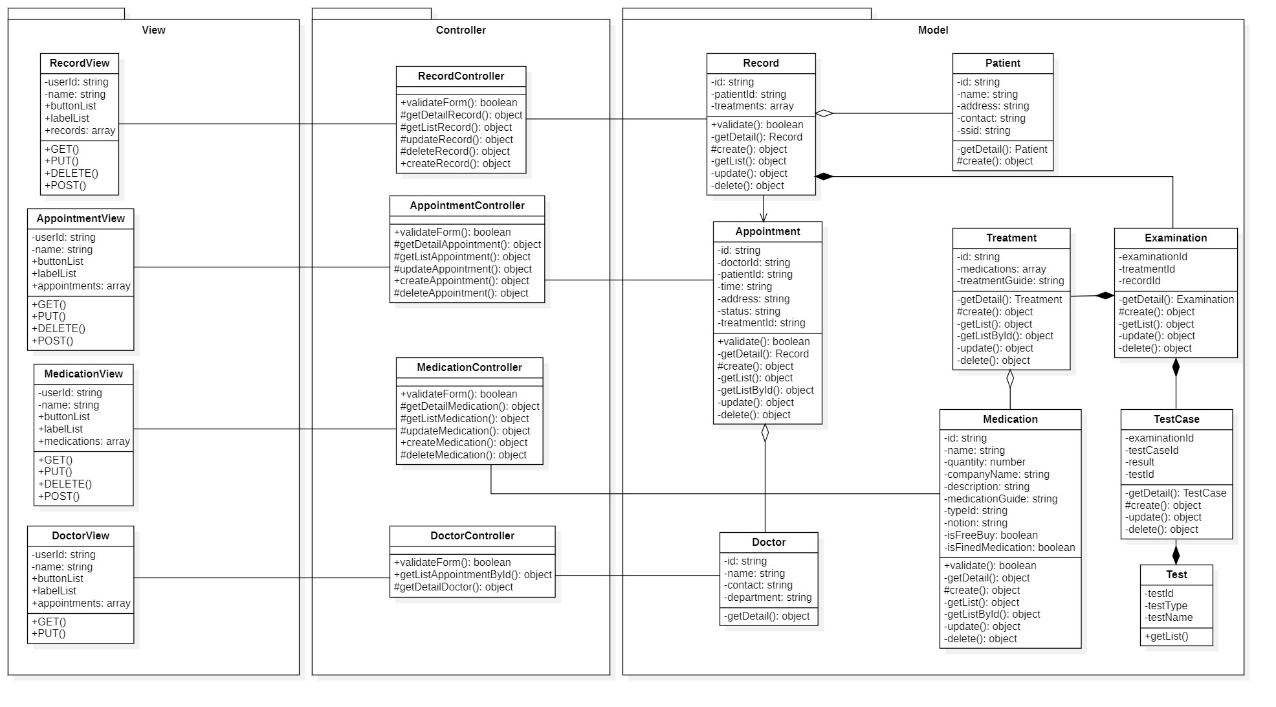 View
RecordView
-userId: string
-name: string
+buttonList
+labelList
+records: array
+GET()
+PUT()
+DELETE()
+POST()
AppointmentView
-userId: string
-name: string
+buttonList
+labelList
+appointments: array
+GET()
+PUT()
+DELETE()
+POST()
MedicationView
-userId: string
-name: string
+buttonList
+labelList
+medications: array
+GET()
+PUT()
+DELETE()
+POST()
DoctorView
-userId: string
-name: string
+buttonList
+labelList
+appointments: array
+GET()
+PUT()
Controller
RecordController
+validateForm(): boolean
#getDetailRecord(): object
#getListRecord(): object
#updateRecord(): object
#deleteRecord(): object
+createRecord(): object
AppointmentController
+validateForm(): boolean
#getDetailAppointment(): object
#getListAppointment(): object
#updateAppointment(): object
+createAppointment(): object
#deleteAppointment(): object
MedicationController
+validateForm(): boolean
#getDetailMedication(): object
#getListMedication(): object
#updateMedication(): object
+createMedication(): object
#deleteMedication(): object
DoctorController
+validateForm(): boolean
+getListAppointmentById(): object
#getDetailDoctor(): object
Model
Record
-id: string
-patientId: string
-treatments: array
+validate(): boolean
-getDetail(): Record
#create(): object
-getList(): object
-update(): object
-delete(): object
Patient
-id: string
-name: string
-address: string
-contact: string
-ssid: string
-getDetail(): Patient
#create(): object
Appointment
-id: string
-doctorId: string
-patientId: string
-time: string
-address: string
-status: string
-treatmentId: string
+validate(): boolean
-getDetail(): Record
#create(): object
-getList(): object
-getListById(): object
-update(): object
-delete(): object
Treatment
-id: string
-medications: array
-treatmentGuide: string
-getDetail(): Treatment
#create(): object
-getList(): object
-getListById(): object
-update(): object
-delete(): object
Examination
-examinationId
-treatmentId
-recordId
-getDetail(): Examination
#create(): object
-getList(): object
-update(): object
-delete(): object
Medication
-id: string
-name: string
-quantity: number
-companyName: string
-description: string
-medicationGuide: string
-typeId: string
-notion: string
-isFreeBuy: boolean
-isFinedMedication: boolean
+validate(): boolean
-getDetail(): object
#create(): object
-getList(): object
-getListById(): object
-update(): object
-delete(): object
TestCase
-examinationId
-testCaseId
-result
-testId
-getDetail(): TestCase
#create(): object
-update(): object
-delete(): object
Doctor
-id: string
-name: string
-contact: string
-department: string
-getDetail(): object
Test
-testId
-testType
-testName
+getList()